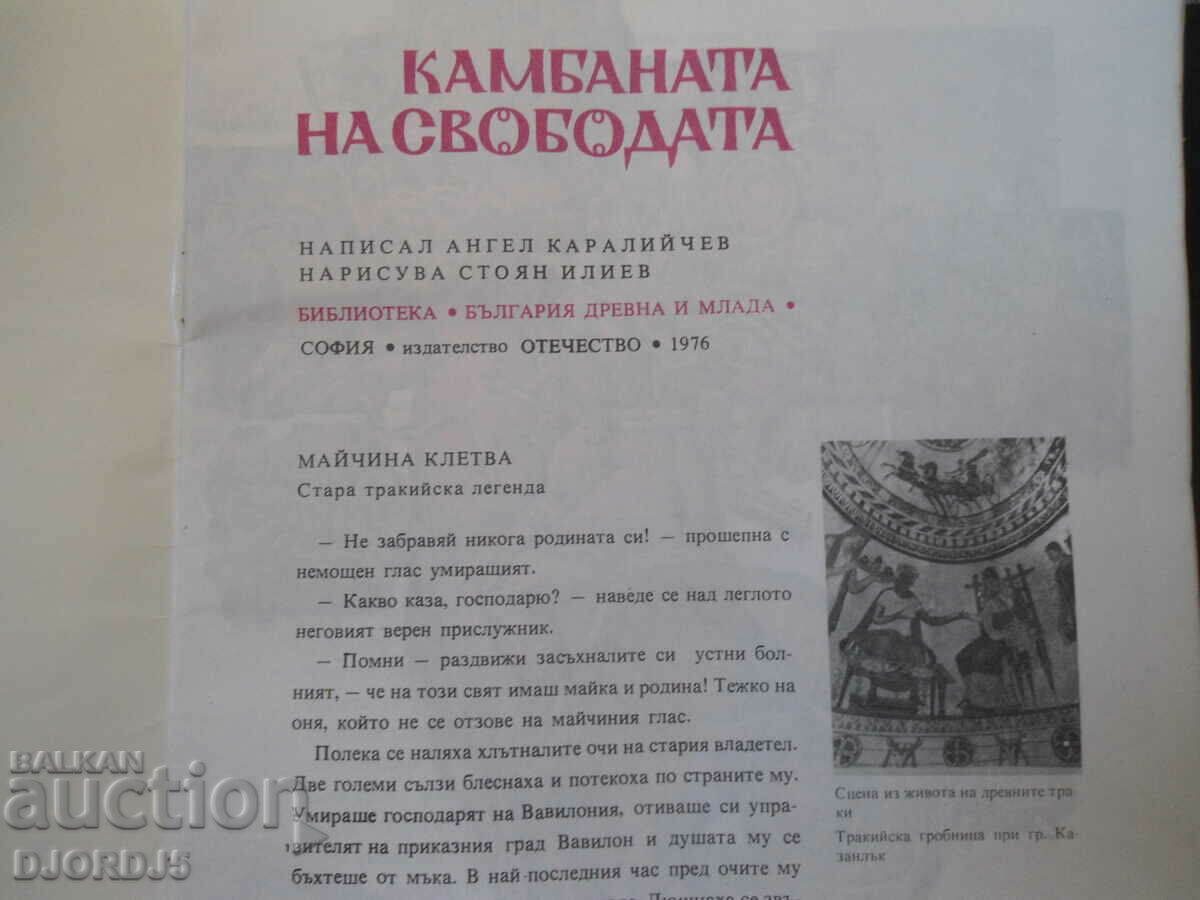 КАМБАНАТА
НА СВОБОДАТА
НАПИСАЛ АНГЕЛ КАРАЛИЙЧЕВ
НАРИСУВА СТОЯН ИЛИЕВ
БИБЛИОТЕКА • БЪЛГАРИЯ ДРЕВНА И МЛАДА •
СОФИЯ • издателство ОТЕЧЕСТВО • 1976
МАЙЧИНА КЛЕТВА
Стара тракийска легенда
— Не забравяй никога родината си! — прошепна с
немощен глас умиращият.
— Какво каза, господарю? — наведе се над леглото
неговият верен прислужник.
— Помни — раздвижи засъхналите си устни бол-
ният, — че на този свят имаш майка и родина! Тежко на
оня, който не се отзове на майчиния глас.
Полека се наляха хлътналите очи на стария владетел.
Две големи сълзи блеснаха и потекоха по страните му.
Умираше господарят на Вавилония, отиваше си упра-
вителят на приказния град Вавилон и душата му се
бъхтеше от мъка. В най-последния час пред очите му
Сцена из живота на древните тра-
ки
Тракийска гробница при гр. Ка-
занлък
BALKAN
auction
DJORDJ5